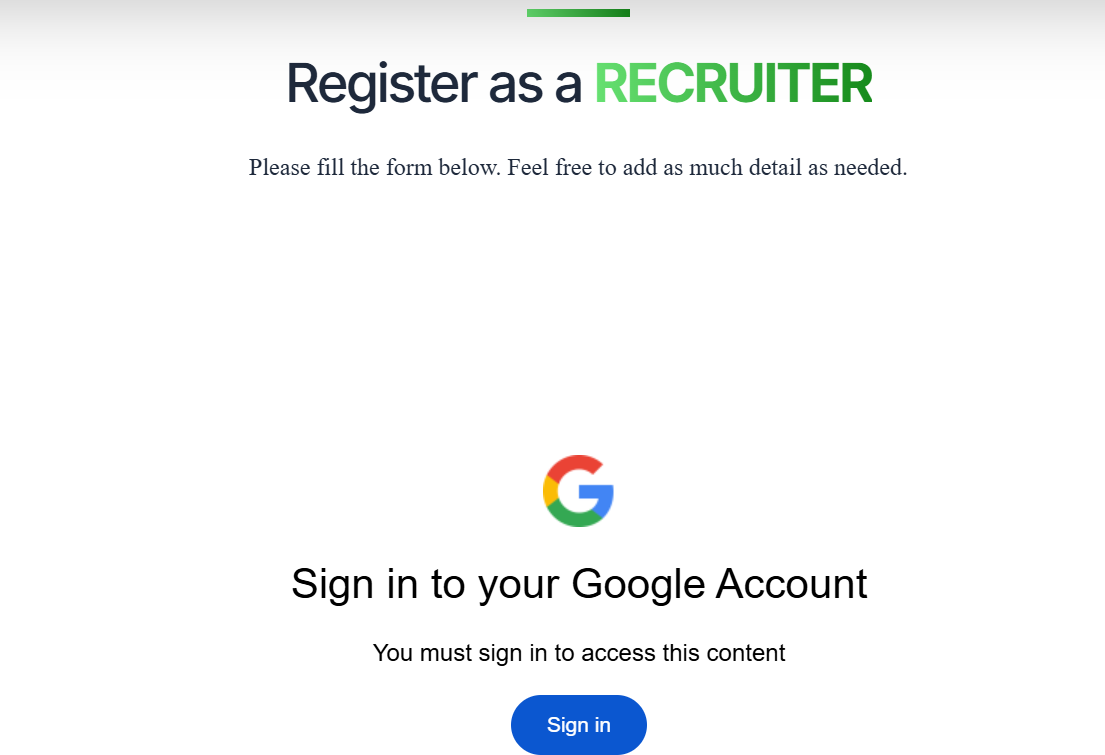 Register as a RECRUITER
Please fill the form below. Feel free to add as much detail as needed.
Sign in to your Google Account
You must sign in to access this content
Sign in